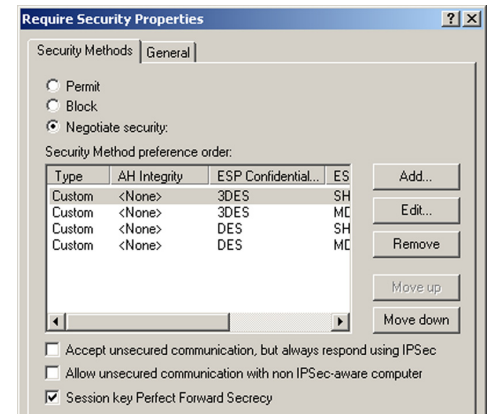 Require Security Properties
Security Methods General
Permit
Block
Negotiate security:
Security Method preference order:
Type AH Integrity ESP Confidential... ES
Custom <None> 3DES SH
Custom <None> 3DES MD
Custom <None> DES SH
Custom <None> DES MD
Add...
Edit...
Remove
Move up
Move down
Accept unsecured communication, but always respond using IPSec
Allow unsecured communication with non IPSec-aware computer
Session key Perfect Forward Secrecy